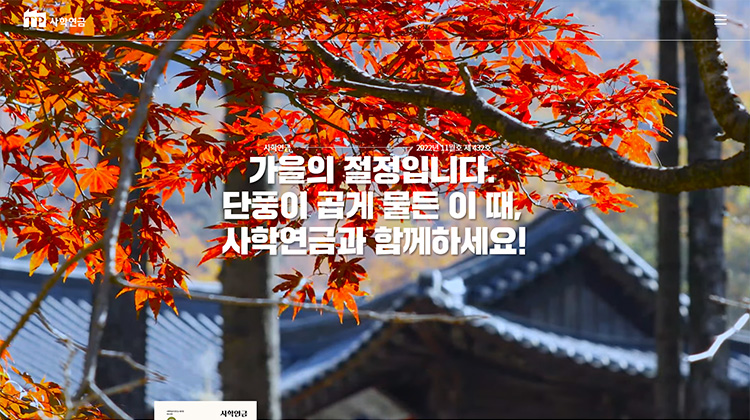 사학연금
사학연금 2022년 11월호 제432호
가을의 절정입니다.
단풍이 곱게 물든 이 때,
사학연금과 함께하세요!
사학연금